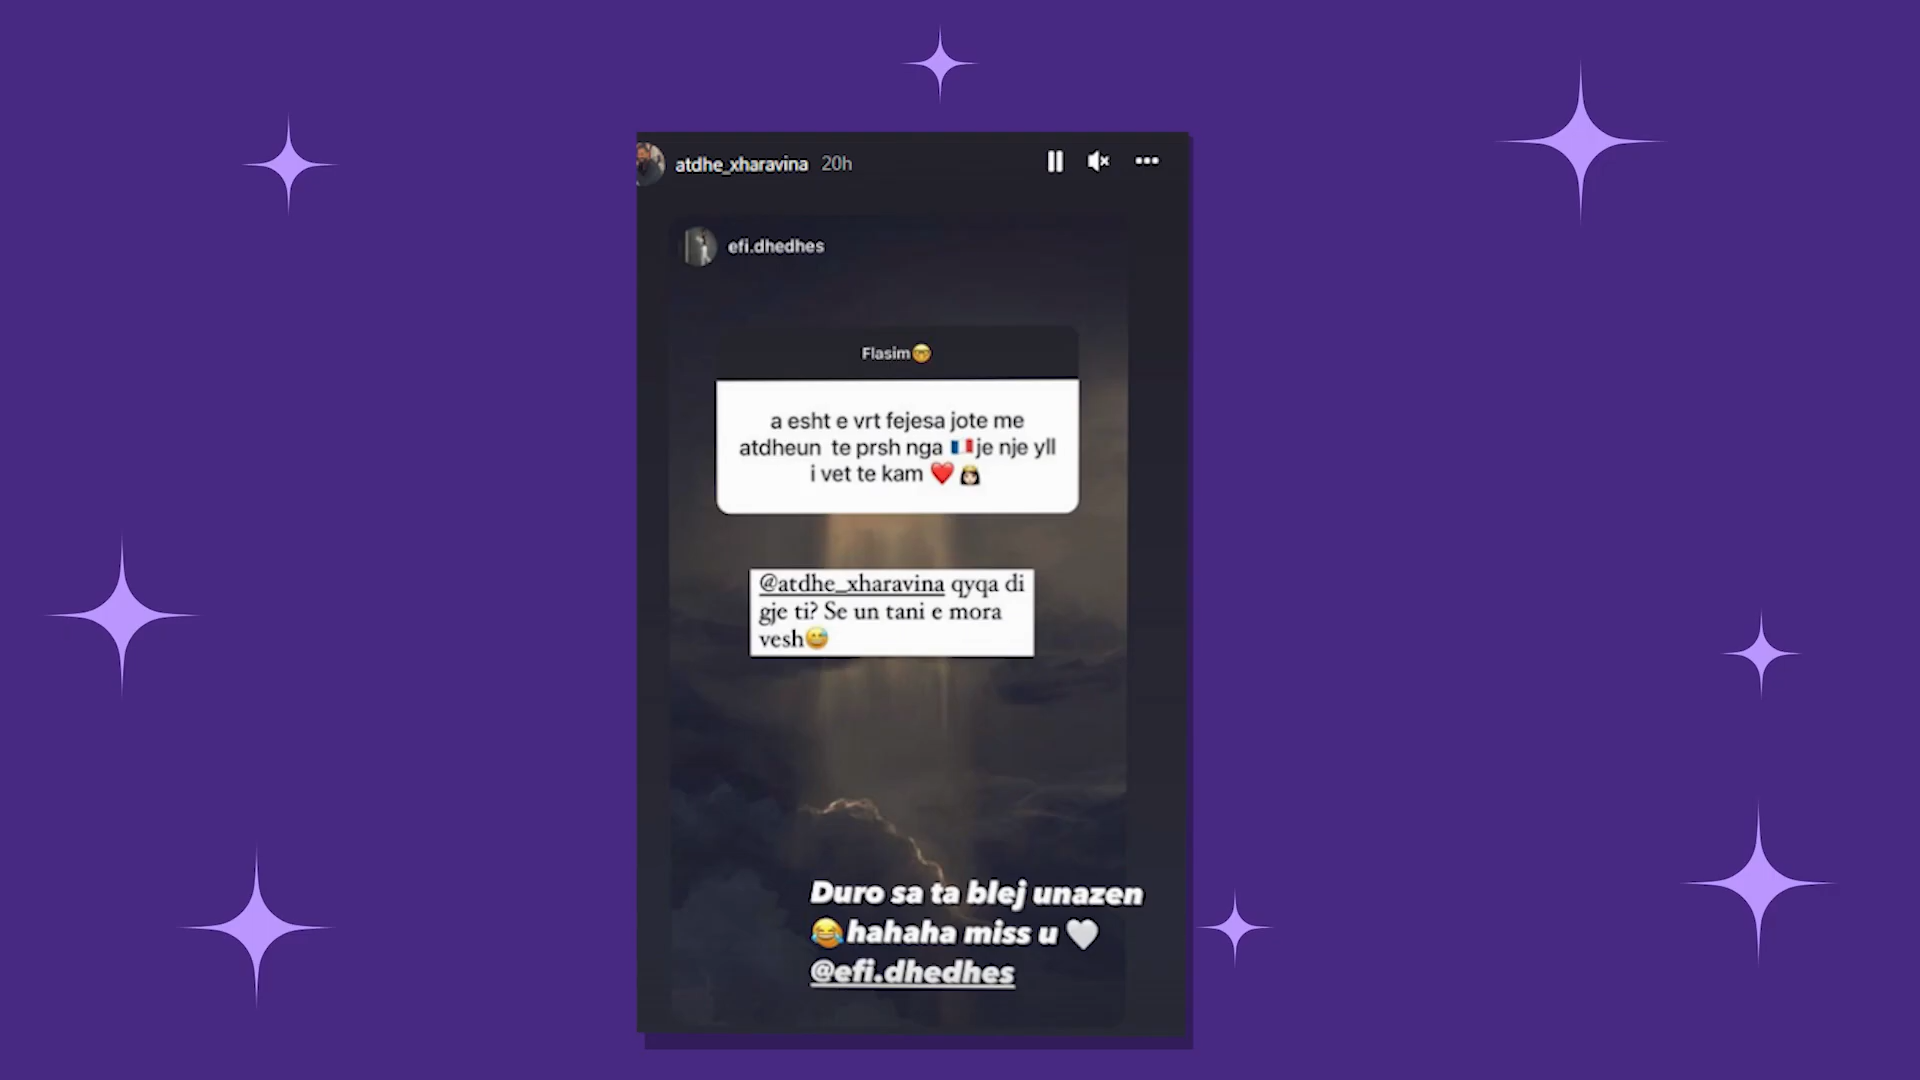 atdhe_xharavina 20h
efi.dhedhes
Flasim🤓
a esht e vrt fejesa jote me
atdheun te prsh nga 🇫🇷je nje yll
i vet te kam ❤️👸🏻
@atdhe_xharavina qyqa di
gje ti? Se un tani e mora
vesh😅
Duro sa ta blej unazen
😂hahaha miss u 🤍
@efi.dhedhes